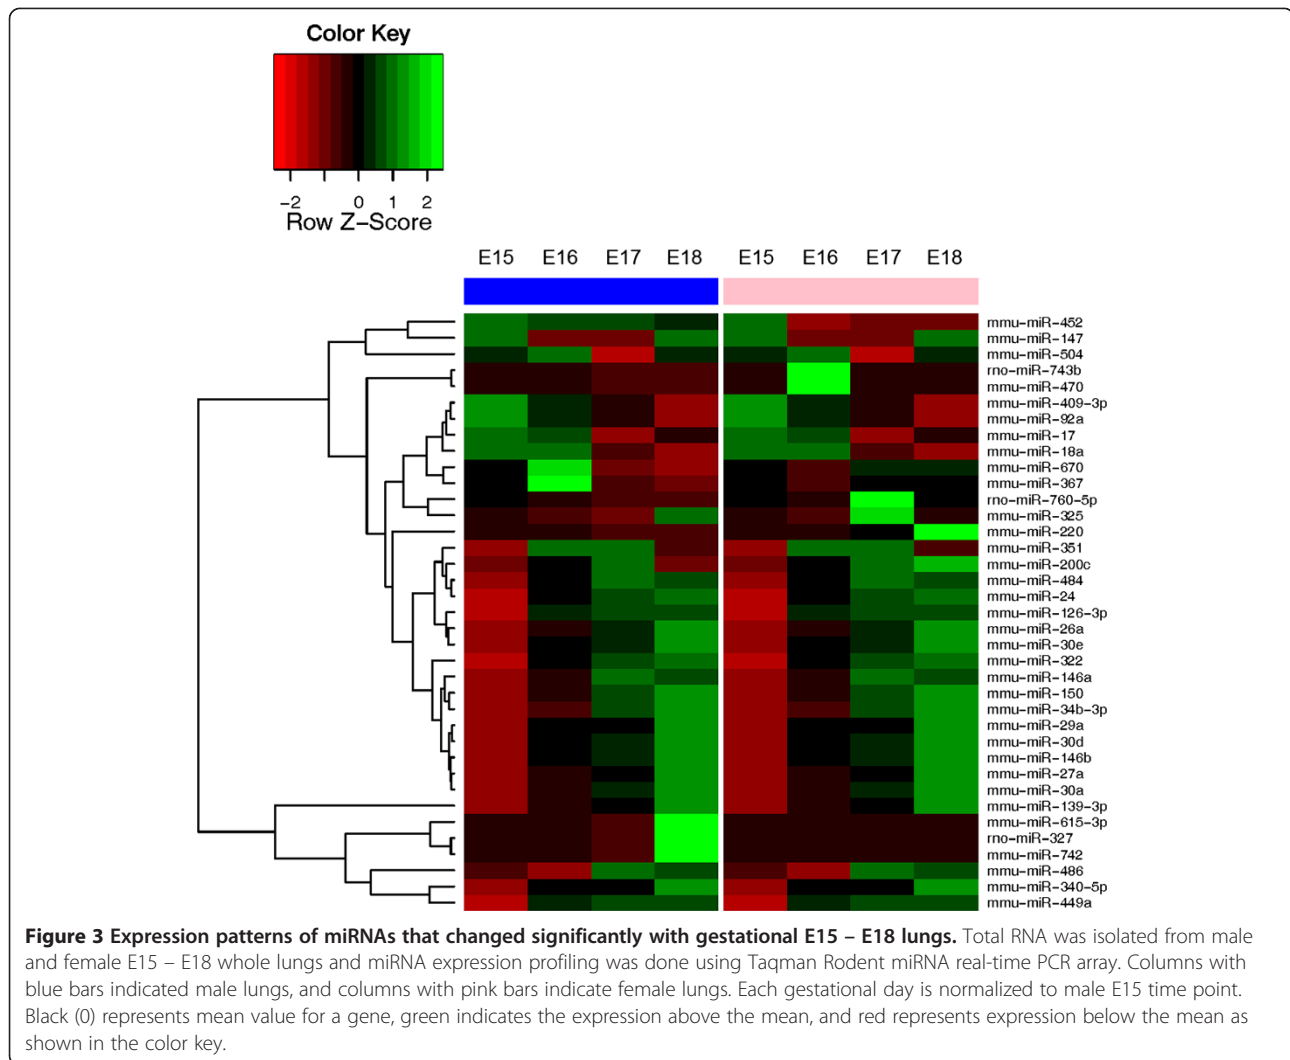 Color Key
−2 0 1 2
Row Z−Score
E15 E16 E17 E18 E15 E16 E17 E18
mmu−miR−452
mmu−miR−147
mmu−miR−504
rno−miR−743b
mmu−miR−470
mmu−miR−409−3p
mmu−miR−92a
mmu−miR−17
mmu−miR−18a
mmu−miR−670
mmu−miR−367
rno−miR−760−5p
mmu−miR−325
mmu−miR−220
mmu−miR−351
mmu−miR−200c
mmu−miR−484
mmu−miR−24
mmu−miR−126−3p
mmu−miR−26a
mmu−miR−30e
mmu−miR−322
mmu−miR−146a
mmu−miR−150
mmu−miR−34b−3p
mmu−miR−29a
mmu−miR−30d
mmu−miR−146b
mmu−miR−27a
mmu−miR−30a
mmu−miR−139−3p
mmu−miR−615−3p
rno−miR−327
mmu−miR−742
mmu−miR−486
mmu−miR−340−5p
mmu−miR−449a
Figure 3 Expression patterns of miRNAs that changed significantly with gestational E15 – E18 lungs. Total RNA was isolated from male
and female E15 – E18 whole lungs and miRNA expression profiling was done using Taqman Rodent miRNA real-time PCR array. Columns with
blue bars indicated male lungs, and columns with pink bars indicate female lungs. Each gestational day is normalized to male E15 time point.
Black (0) represents mean value for a gene, green indicates the expression above the mean, and red represents expression below the mean as
shown in the color key.